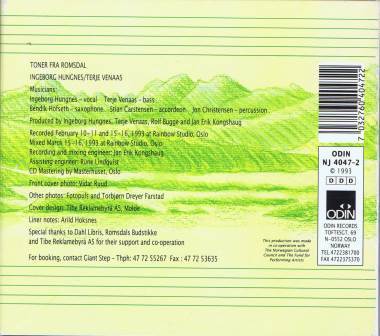 TONER FRA ROMSDAL
INGEBORG HUNGNES/TERJE VENAAS
Musicians:
Ingeborg Hungnes - vocal   Terje Venaas - bass
Bendik Hofseth - saxophone.  Stian Carstensen - accordeon  Jon Christensen - percussion
Produced by Ingeborg Hungnes, Terje Venaas, Rolf Bugge and Jan Erik Kongshaug
Recorded February 10-11 and 15-16, 1993 at Rainbow Studio, Oslo
Mixed March 15-16, 1993 at Rainbow Studio, Oslo.
Recording and mixing engineer: Jan Erik Kongshaug
Assisting engineer: Rune Lindquist
CD Mastering by Masterhuset, Oslo
Front cover photo: Vidar Ruud
Other photos: Fotopuls and Torbjørn Dreyer Farstad
Cover design: Tibe Reklamebyrå AS, Molde
Liner notes: Arild Hoksnes
Special thanks to Dahl Libris, Romsdals Budstikke
and Tibe Reklamebyrå AS for their support and co-operation
For booking, contact Giant Step - Thph: 47 72 55267  Fax: 47 72 53635
This production was made
in co-operation with
The Norwegian Cultural
Council and The Fund for
Performing Artists
7 032760 404722
ODIN
NJ 4047-2
℗ 1993
D D D
ODIN
ODIN RECORDS
TOFTESGT. 69
N-0552 OSLO
NORWAY
TEL 4722381700
FAX 4722375370